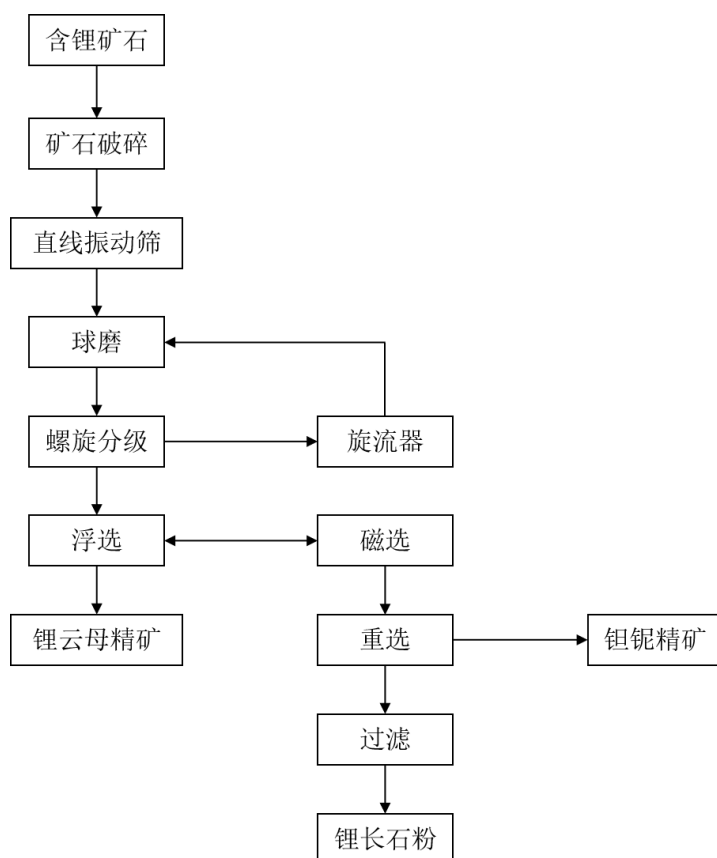 含锂矿石
矿石破碎
直线振动筛
球磨
螺旋分级
旋流器
浮选
磁选
锂云母精矿
重选
钽铌精矿
过滤
锂长石粉